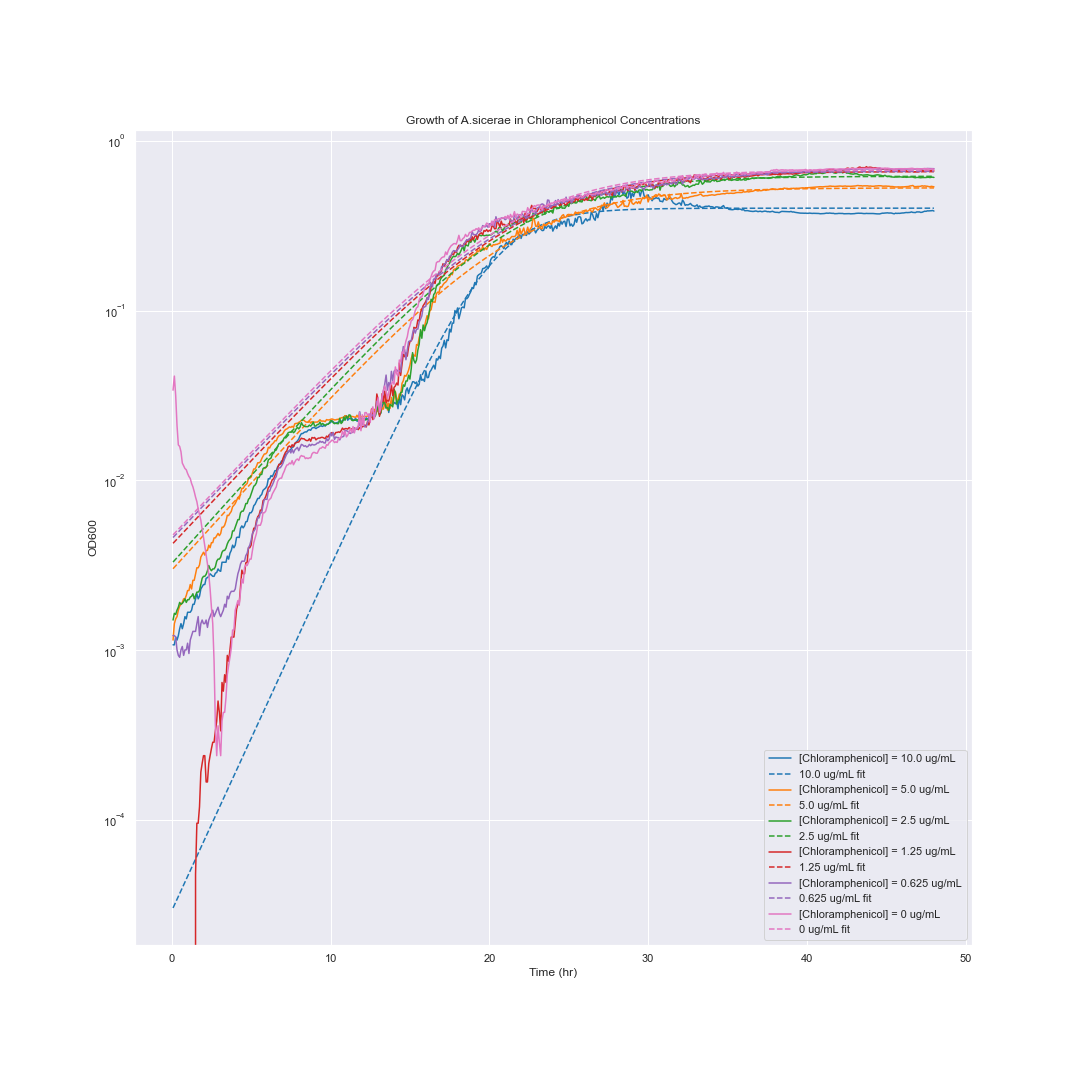 Growth of A.sicerae in Chloramphenicol Concentrations
10⁰
10⁻¹
10⁻²
10⁻³
10⁻⁴
OD600
0 10 20 30 40 50
Time (hr)
[Chloramphenicol] = 10.0 ug/mL
10.0 ug/mL fit
[Chloramphenicol] = 5.0 ug/mL
5.0 ug/mL fit
[Chloramphenicol] = 2.5 ug/mL
2.5 ug/mL fit
[Chloramphenicol] = 1.25 ug/mL
1.25 ug/mL fit
[Chloramphenicol] = 0.625 ug/mL
0.625 ug/mL fit
[Chloramphenicol] = 0 ug/mL
0 ug/mL fit